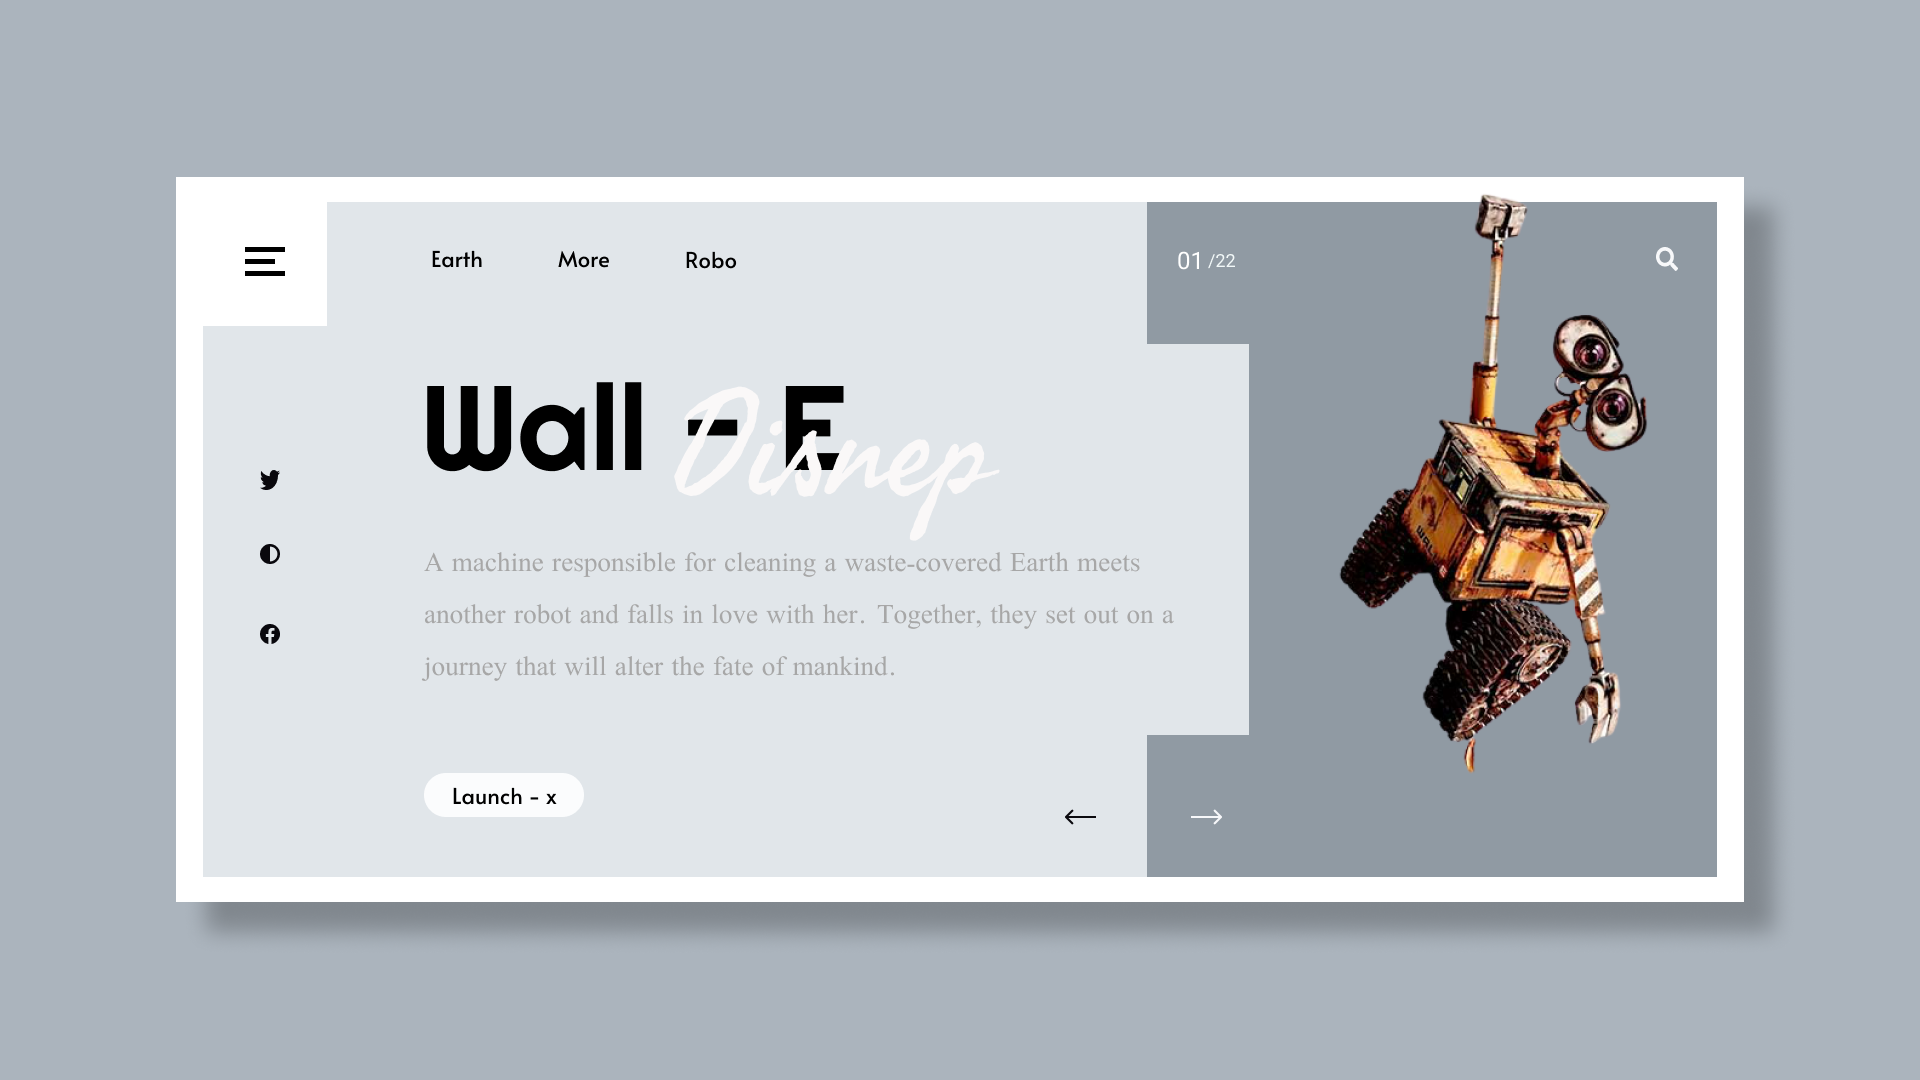 Earth More Robo
01 /22
Wall - E
Disnep
A machine responsible for cleaning a waste-covered Earth meets
another robot and falls in love with her. Together, they set out on a
journey that will alter the fate of mankind.
Launch - x
WAL